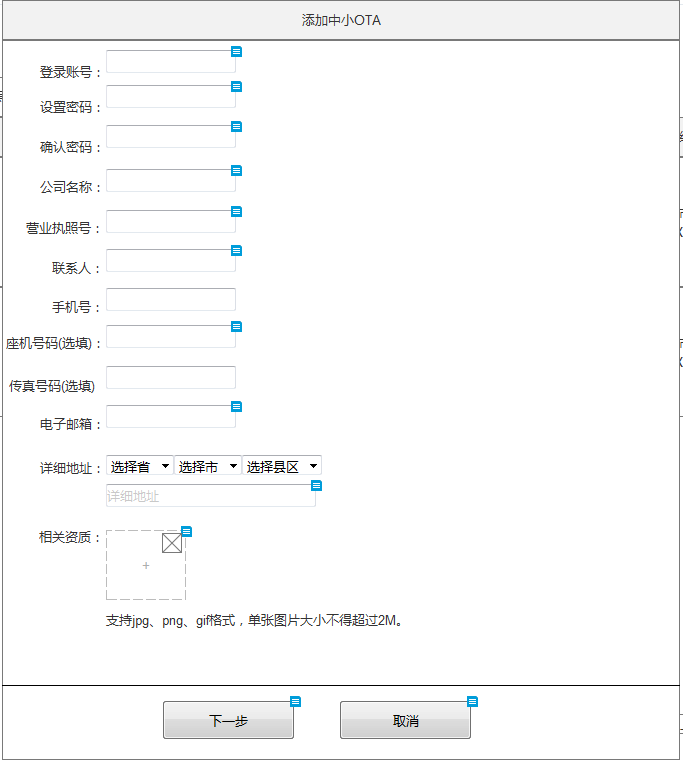 添加中小OTA
登录账号：
设置密码：
确认密码：
公司名称：
营业执照号：
联系人：
手机号：
座机号码(选填)：
传真号码(选填)
电子邮箱：
详细地址： 选择省 选择市 选择县区
详细地址
相关资质：
+
支持jpg、png、gif格式，单张图片大小不得超过2M。
下一步 取消